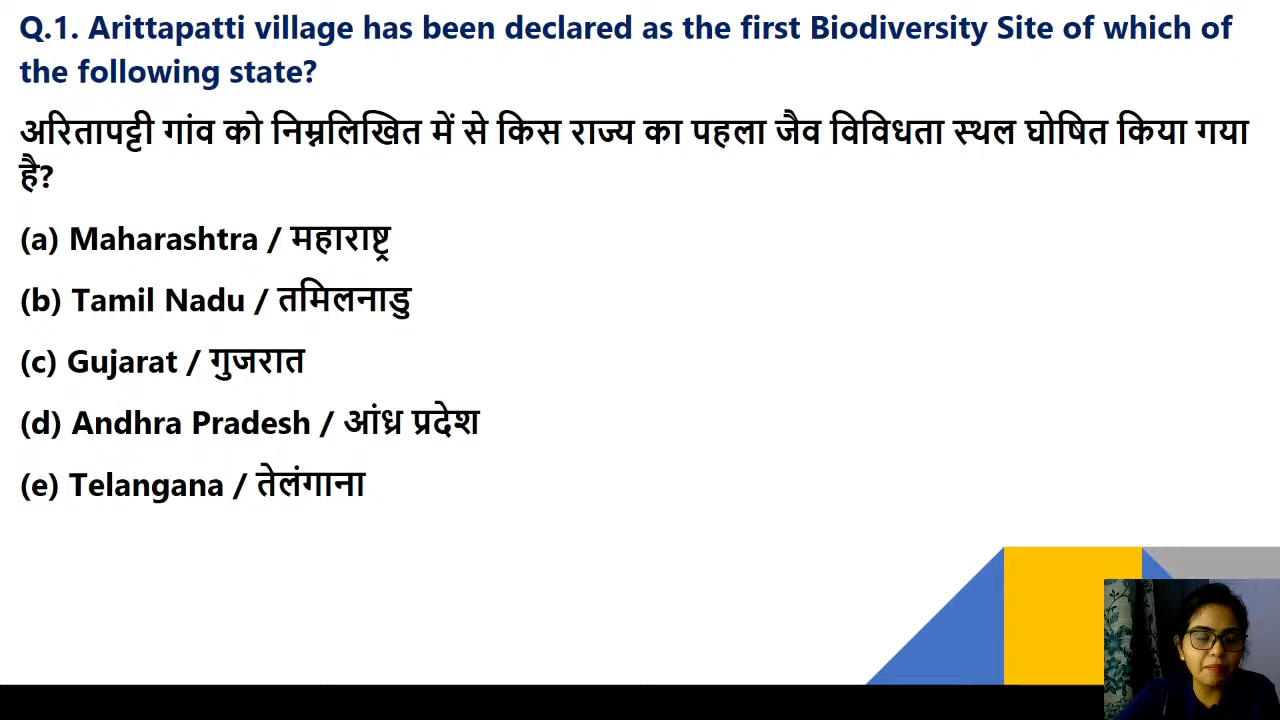 Q.1. Arittapatti village has been declared as the first Biodiversity Site of which of
the following state?
अरितापट्टी गांव को निम्नलिखित में से किस राज्य का पहला जैव विविधता स्थल घोषित किया गया
है?
(a) Maharashtra / महाराष्ट्र
(b) Tamil Nadu / तमिलनाडु
(c) Gujarat / गुजरात
(d) Andhra Pradesh / आंध्र प्रदेश
(e) Telangana / तेलंगाना